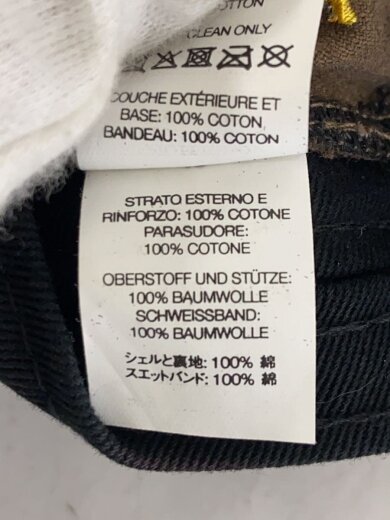 COTTON
CLEAN ONLY
COUCHE EXTÉRIEURE ET
BASE: 100% COTON
BANDEAU: 100% COTON
STRATO ESTERNO E
RINFORZO: 100% COTONE
PARASUDORE:
100% COTONE
OBERSTOFF UND STÜTZE:
100% BAUMWOLLE
SCHWEISSBAND:
100% BAUMWOLLE
シェルと裏地: 100% 綿
スエットバンド: 100% 綿